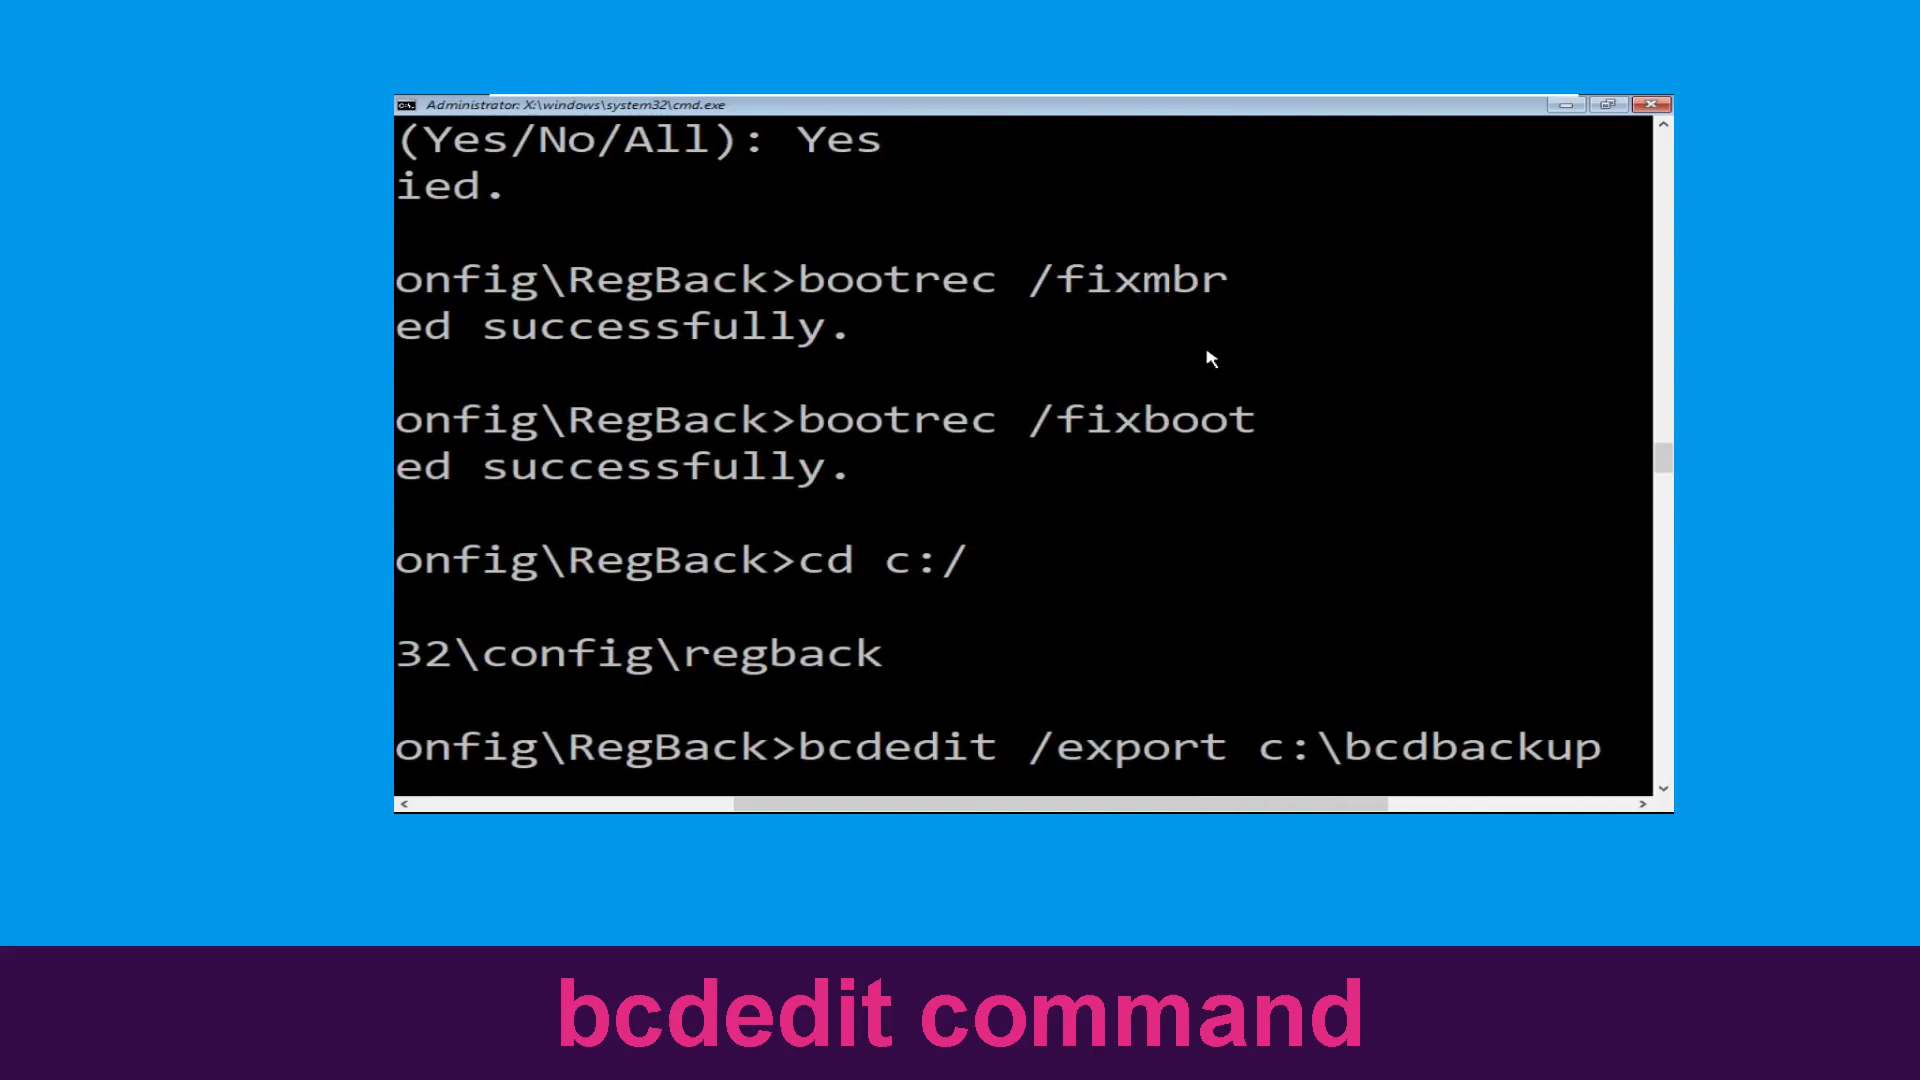 Administrator: X:\windows\system32\cmd.exe
(Yes/No/All): Yes
ied.
onfig\RegBack>bootrec /fixmbr
ed successfully.
onfig\RegBack>bootrec /fixboot
ed successfully.
onfig\RegBack>cd c:/
32\config\regback
onfig\RegBack>bcdedit /export c:\bcdbackup
bcdedit command